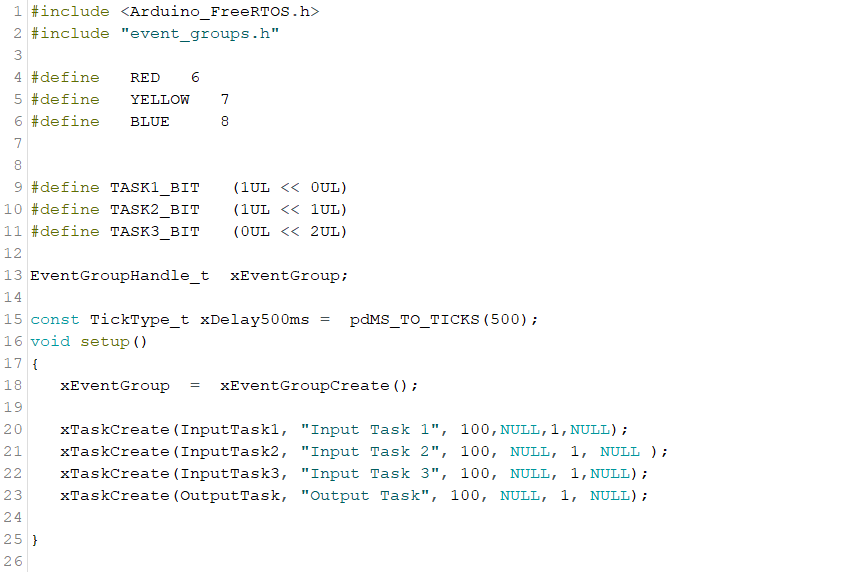 1 #include <Arduino_FreeRTOS.h>
2 #include "event_groups.h"
3
4 #define   RED   6
5 #define   YELLOW   7
6 #define   BLUE     8
7
8
9 #define TASK1_BIT   (1UL << 0UL)
10 #define TASK2_BIT   (1UL << 1UL)
11 #define TASK3_BIT   (0UL << 2UL)
12
13 EventGroupHandle_t  xEventGroup;
14
15 const TickType_t xDelay500ms =  pdMS_TO_TICKS(500);
16 void setup()
17 {
18    xEventGroup  =  xEventGroupCreate();
19
20    xTaskCreate(InputTask1, "Input Task 1", 100,NULL,1,NULL);
21    xTaskCreate(InputTask2, "Input Task 2", 100, NULL, 1, NULL );
22    xTaskCreate(InputTask3, "Input Task 3", 100, NULL, 1,NULL);
23    xTaskCreate(OutputTask, "Output Task", 100, NULL, 1, NULL);
24
25 }
26